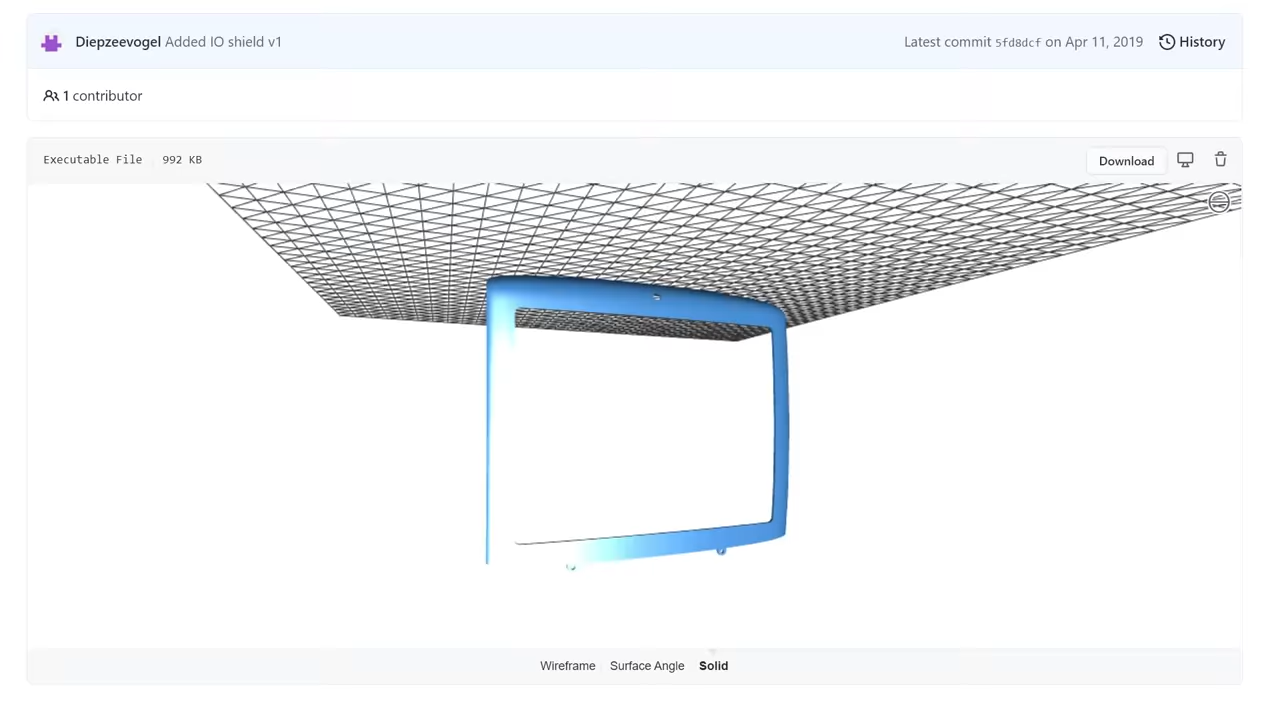 Diepzeevogel Added IO shield v1
Latest commit 5fd8dcf on Apr 11, 2019 History
1 contributor
Executable File 992 KB
Download
Wireframe Surface Angle Solid